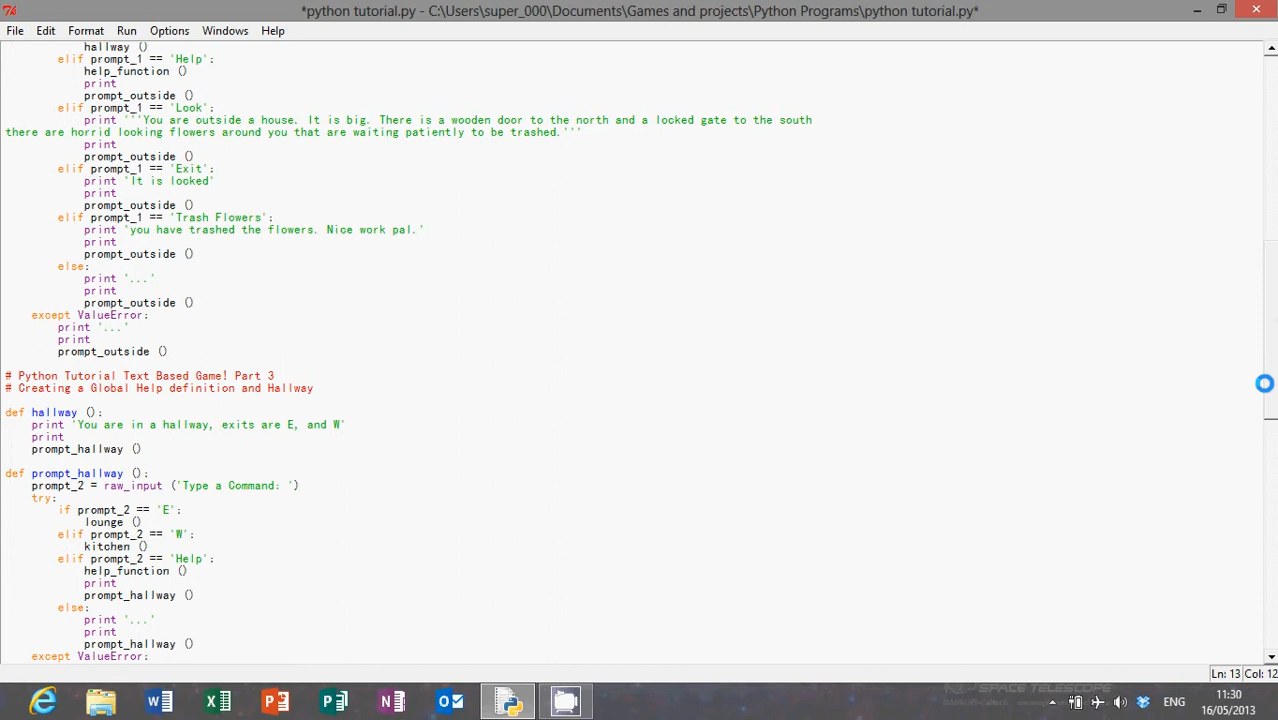 *python tutorial.py - C:\Users\super_000\Documents\Games and projects\Python Programs\python tutorial.py*
File Edit Format Run Options Windows Help
hallway ()
elif prompt_1 == 'Help':
help_function ()
print
prompt_outside ()
elif prompt_1 == 'Look':
print '''You are outside a house. It is big. There is a wooden door to the north and a locked gate to the south
there are horrid looking flowers around you that are waiting patiently to be trashed.'''
print
prompt_outside ()
elif prompt_1 == 'Exit':
print 'It is locked'
print
prompt_outside ()
elif prompt_1 == 'Trash Flowers':
print 'you have trashed the flowers. Nice work pal.'
print
prompt_outside ()
else:
print '...'
print
prompt_outside ()
except ValueError:
print '...'
print
prompt_outside ()
# Python Tutorial Text Based Game! Part 3
# Creating a Global Help definition and Hallway
def hallway ():
print 'You are in a hallway, exits are E, and W'
print
prompt_hallway ()
def prompt_hallway ():
prompt_2 = raw_input ('Type a Command: ')
try:
if prompt_2 == 'E':
lounge ()
elif prompt_2 == 'W':
kitchen ()
elif prompt_2 == 'Help':
help_function ()
print
prompt_hallway ()
else:
print '...'
print
prompt_hallway ()
except ValueError:
Ln: 13 Col: 12
SPACE TELESCOPE
ENG
11:30
16/05/2013